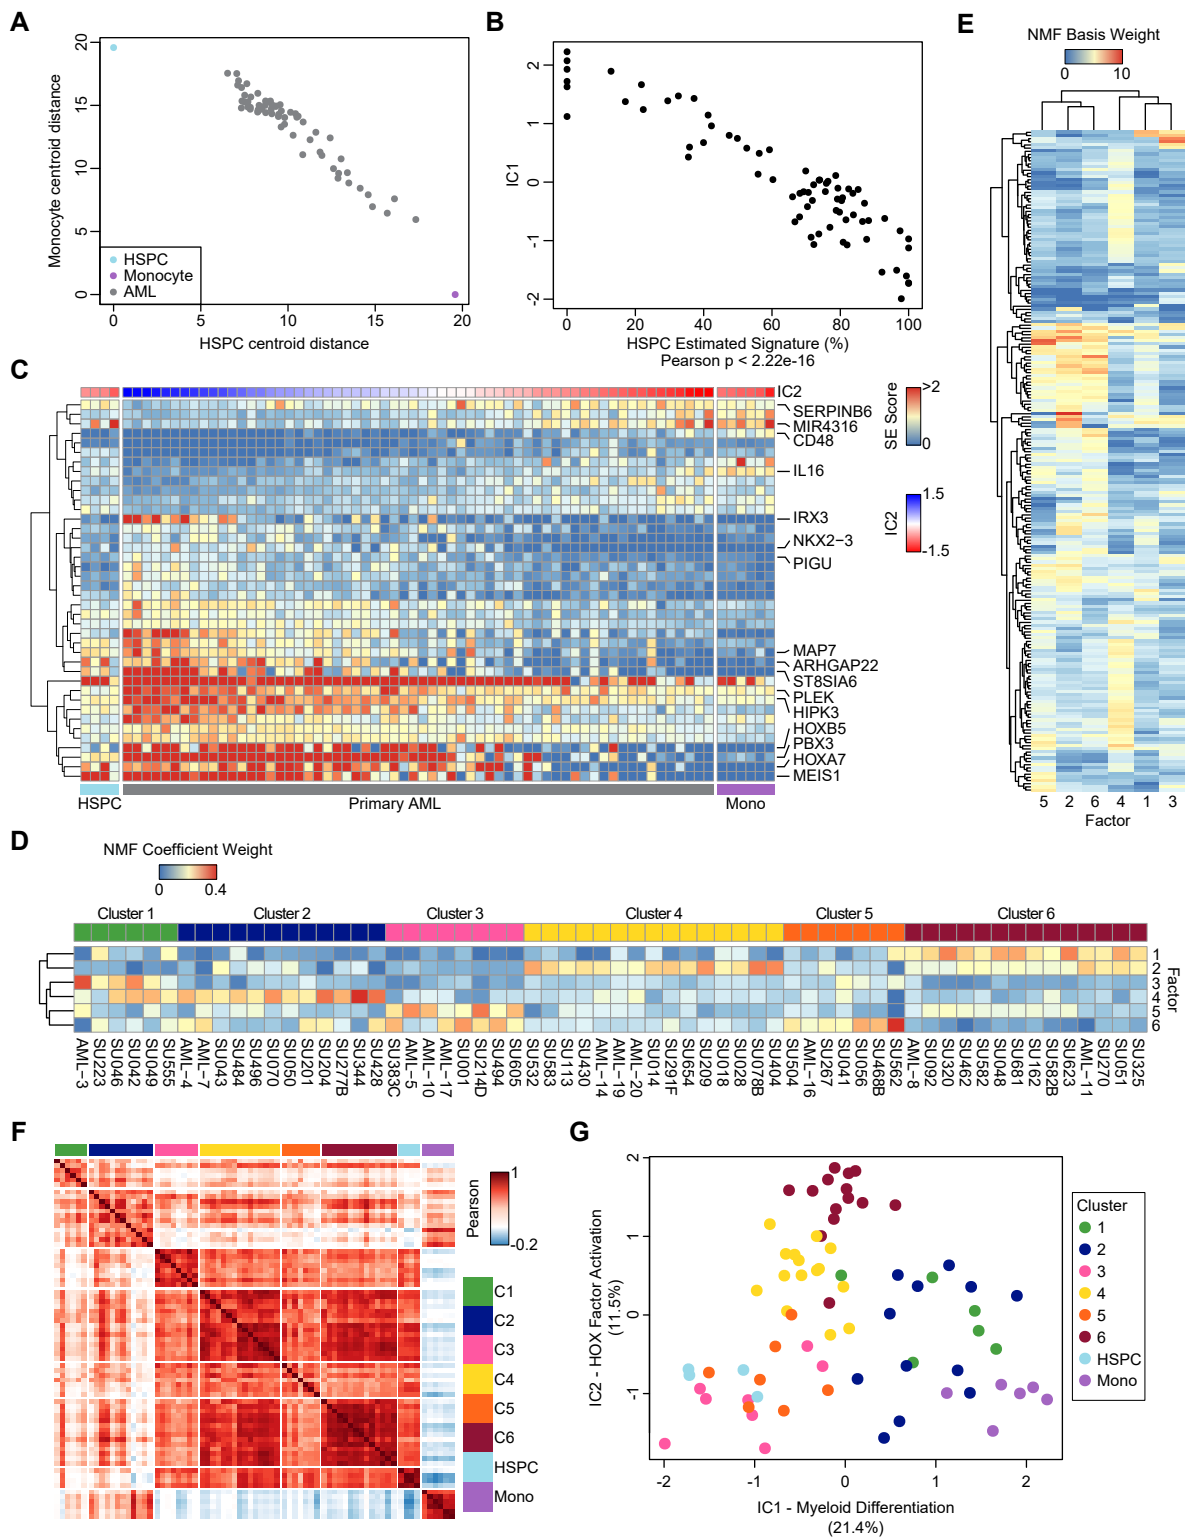 A
Monocyte centroid distance
20
15
10
5
0
HSPC
Monocyte
AML
0
5
10
15
20
HSPC centroid distance
B
IC1
2
1
0
-1
-2
0
20
40
60
80
100
HSPC Estimated Signature (%)
Pearson p < 2.22e-16
C
IC2
SERPINB6
MIR4316
CD48
IL16
IRX3
NKX2-3
PIGU
MAP7
ARHGAP22
ST8SIA6
PLEK
HIPK3
HOXB5
PBX3
HOXA7
MEIS1
HSPC
Primary AML
Mono
SE Score
>2
0
IC2
1.5
-1.5
D
NMF Coefficient Weight
0
0.4
Cluster 1
Cluster 2
Cluster 3
Cluster 4
Cluster 5
Cluster 6
1
2
3
4
5
6
Factor
AML-3
SU223
SU046
SU042
SU049
SU555
AML-4
AML-7
SU043
SU484
SU496
SU070
SU050
SU201
SU204
SU277B
SU344
SU428
SU383C
AML-5
AML-10
AML-17
SU001
SU214D
SU494
SU605
SU532
SU583
SU113
SU430
AML-14
AML-19
AML-20
SU014
SU291F
SU654
SU209
SU018
SU028
SU078B
SU404
SU504
AML-16
SU267
SU041
SU056
SU468B
SU562
AML-8
SU092
SU320
SU462
SU582
SU048
SU681
SU162
SU582B
SU623
AML-11
SU270
SU051
SU325
E
NMF Basis Weight
0
10
5
2
6
4
1
3
Factor
F
Pearson
1
-0.2
C1
C2
C3
C4
C5
C6
HSPC
Mono
G
IC2 - HOX Factor Activation
(11.5%)
2
1
0
-1
-2
-1
0
1
2
IC1 - Myeloid Differentiation
(21.4%)
Cluster
1
2
3
4
5
6
HSPC
Mono